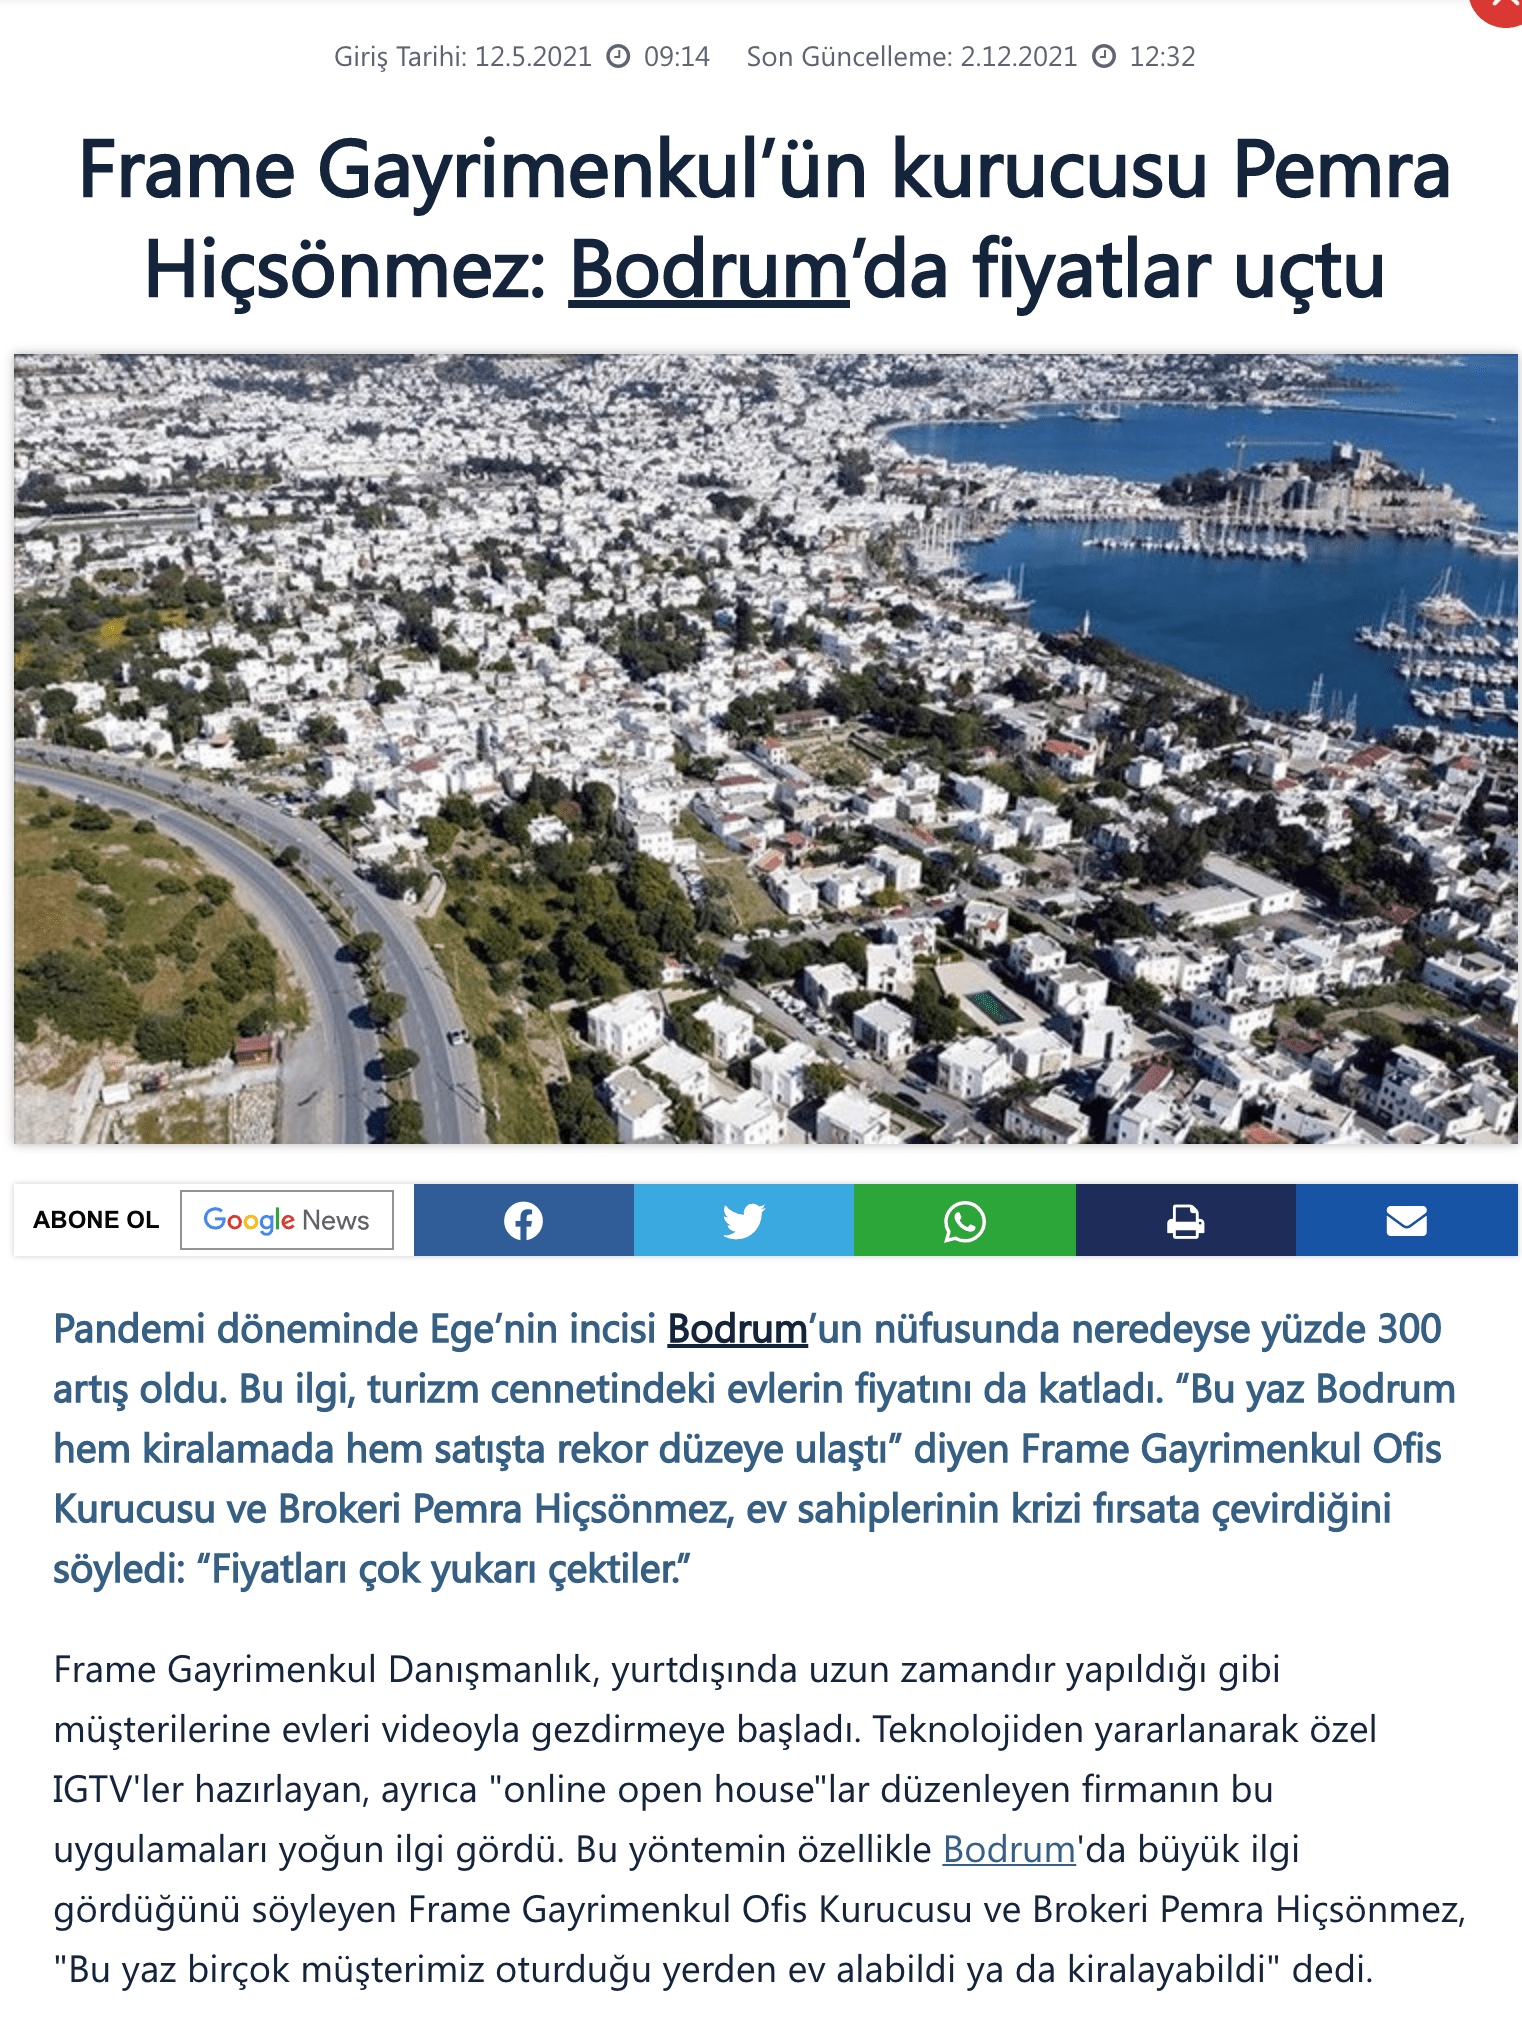 Giriş Tarihi: 12.5.2021 09:14 Son Güncelleme: 2.12.2021 12:32
Frame Gayrimenkul’ün kurucusu Pemra
Hiçsönmez: Bodrum’da fiyatlar uçtu
ABONE OL Google News
Pandemi döneminde Ege’nin incisi Bodrum’un nüfusunda neredeyse yüzde 300
artış oldu. Bu ilgi, turizm cennetindeki evlerin fiyatını da katladı. “Bu yaz Bodrum
hem kiralamada hem satışta rekor düzeye ulaştı” diyen Frame Gayrimenkul Ofis
Kurucusu ve Brokeri Pemra Hiçsönmez, ev sahiplerinin krizi fırsata çevirdiğini
söyledi: “Fiyatları çok yukarı çektiler.”
Frame Gayrimenkul Danışmanlık, yurtdışında uzun zamandır yapıldığı gibi
müşterilerine evleri videoyla gezdirmeye başladı. Teknolojiden yararlanarak özel
IGTV'ler hazırlayan, ayrıca "online open house"lar düzenleyen firmanın bu
uygulamaları yoğun ilgi gördü. Bu yöntemin özellikle Bodrum'da büyük ilgi
gördüğünü söyleyen Frame Gayrimenkul Ofis Kurucusu ve Brokeri Pemra Hiçsönmez,
"Bu yaz birçok müşterimiz oturduğu yerden ev alabildi ya da kiralayabildi" dedi.